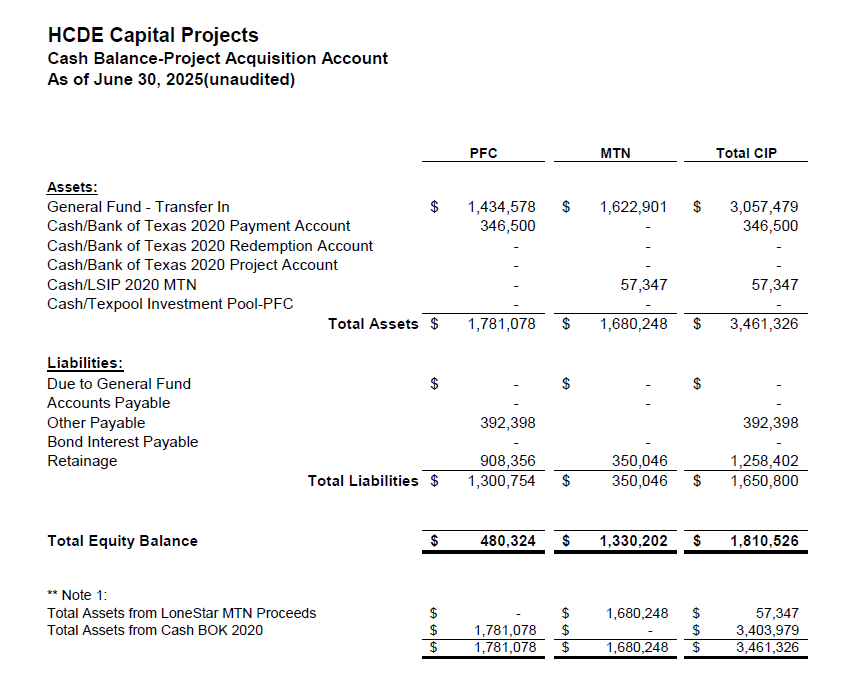 HCDE Capital Projects
Cash Balance-Project Acquisition Account
As of June 30, 2025(unaudited)
PFC MTN Total CIP
Assets:
General Fund - Transfer In $ 1,434,578 $ 1,622,901 $ 3,057,479
Cash/Bank of Texas 2020 Payment Account 346,500 - 346,500
Cash/Bank of Texas 2020 Redemption Account - - -
Cash/Bank of Texas 2020 Project Account - - -
Cash/LSIP 2020 MTN - 57,347 57,347
Cash/Texpool Investment Pool-PFC - - -
Total Assets $ 1,781,078 $ 1,680,248 $ 3,461,326
Liabilities:
Due to General Fund $ - $ - $ -
Accounts Payable - - -
Other Payable 392,398 392,398
Bond Interest Payable - - -
Retainage 908,356 350,046 1,258,402
Total Liabilities $ 1,300,754 $ 350,046 $ 1,650,800
Total Equity Balance $ 480,324 $ 1,330,202 $ 1,810,526
** Note 1:
Total Assets from LoneStar MTN Proceeds $ - $ 1,680,248 $ 57,347
Total Assets from Cash BOK 2020 $ 1,781,078 $ - $ 3,403,979
$ 1,781,078 $ 1,680,248 $ 3,461,326